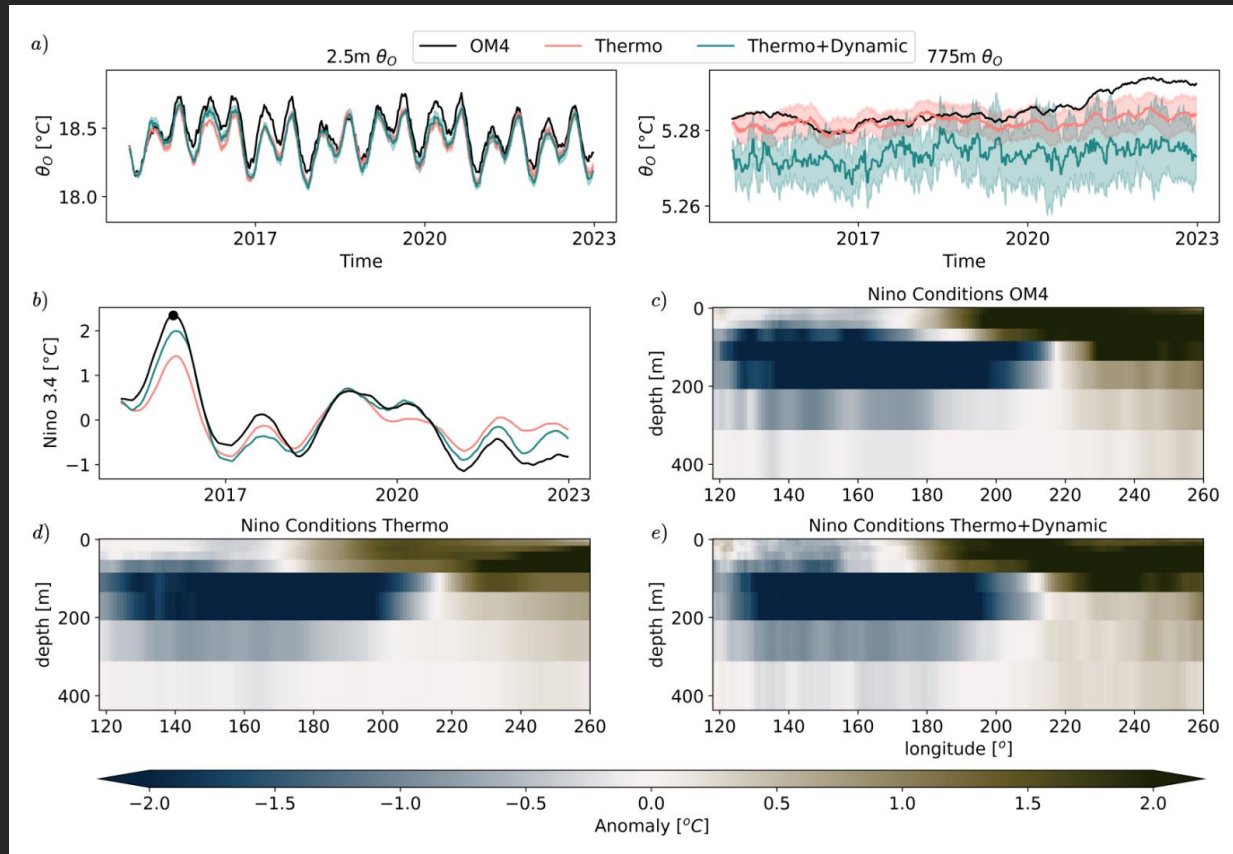 a)
OM4 Thermo Thermo+Dynamic
2.5m θO 775m θO
θO [°C]
18.5
18.0
2017 2020 2023
Time
θO [°C]
5.28
5.26
2017 2020 2023
Time
b)
Nino 3.4 [°C]
2
1
0
−1
2017 2020 2023
c)
Nino Conditions OM4
depth [m]
0
200
400
120 140 160 180 200 220 240 260
d)
Nino Conditions Thermo
depth [m]
0
200
400
120 140 160 180 200 220 240 260
e)
Nino Conditions Thermo+Dynamic
depth [m]
0
200
400
120 140 160 180 200 220 240 260
longitude [°]
−2.0 −1.5 −1.0 −0.5 0.0 0.5 1.0 1.5 2.0
Anomaly [°C]